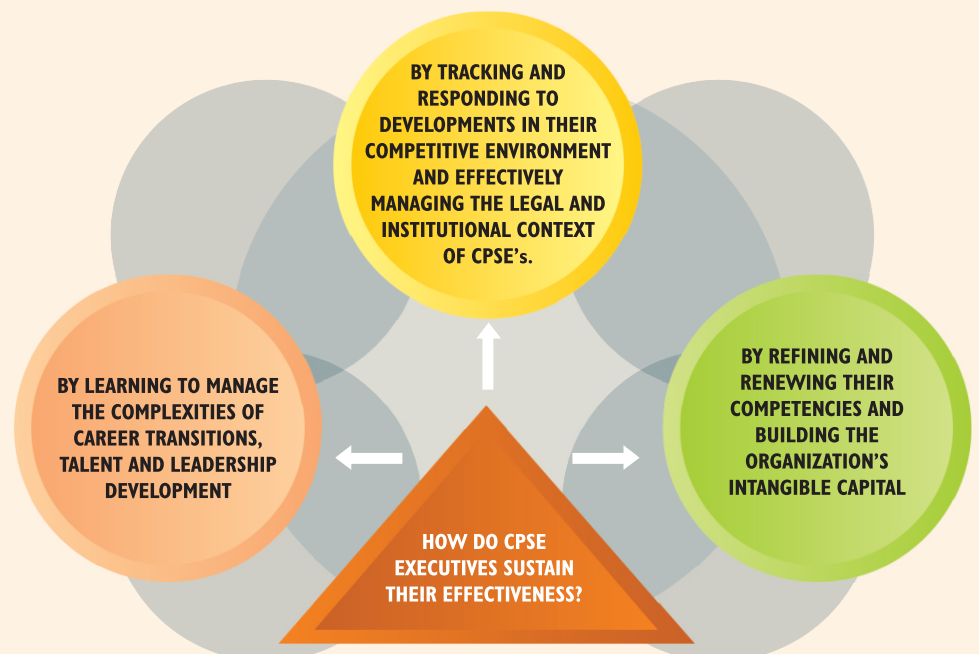 BY TRACKING AND
RESPONDING TO
DEVELOPMENTS IN THEIR
COMPETITIVE ENVIRONMENT
AND EFFECTIVELY
MANAGING THE LEGAL AND
INSTITUTIONAL CONTEXT
OF CPSE's.
BY LEARNING TO MANAGE
THE COMPLEXITIES OF
CAREER TRANSITIONS,
TALENT AND LEADERSHIP
DEVELOPMENT
BY REFINING AND
RENEWING THEIR
COMPETENCIES AND
BUILDING THE
ORGANIZATION'S
INTANGIBLE CAPITAL
HOW DO CPSE
EXECUTIVES SUSTAIN
THEIR EFFECTIVENESS?